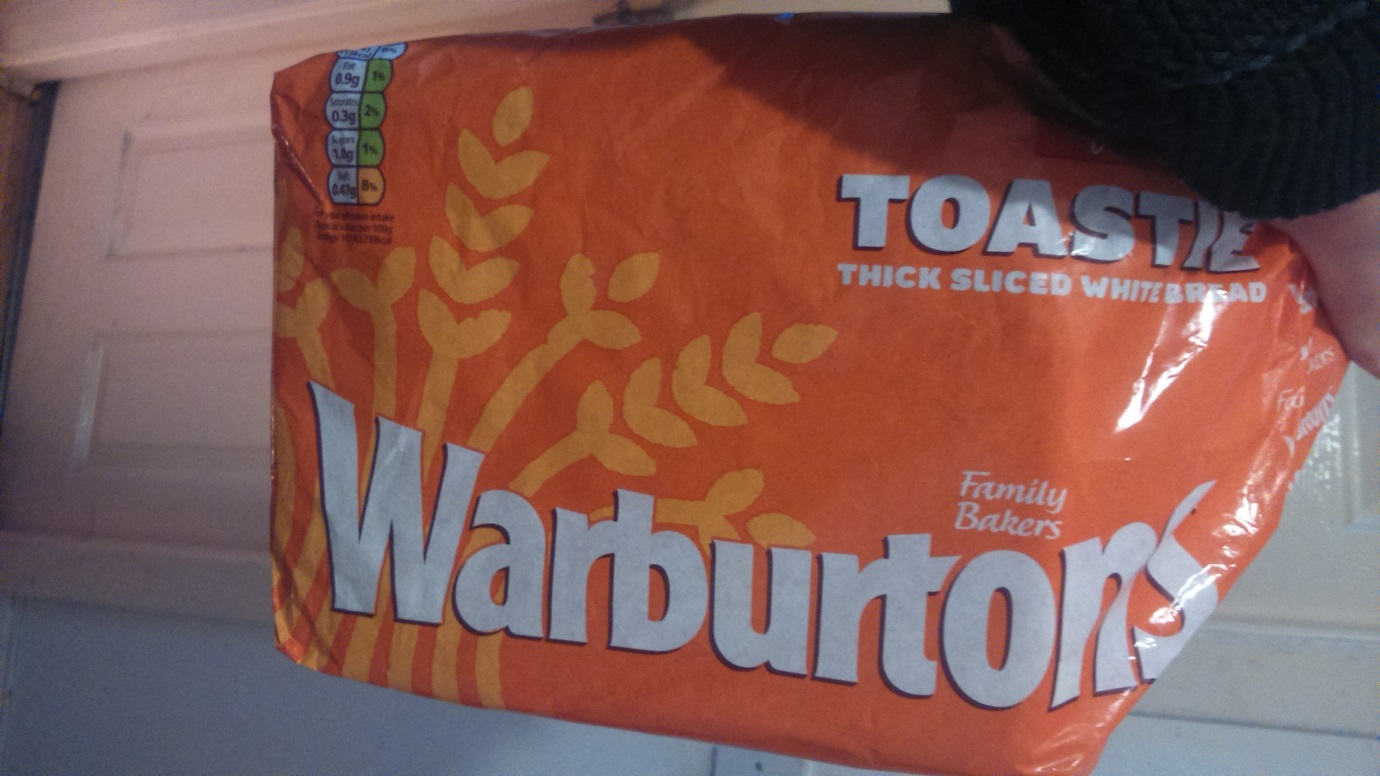 Fat
0.9g 1%
Saturates
0.3g 2%
Sugars
1.0g 1%
Salt
0.47g 8%
TOASTIE
THICK SLICED WHITE BREAD
Family
Bakers
Warburtons